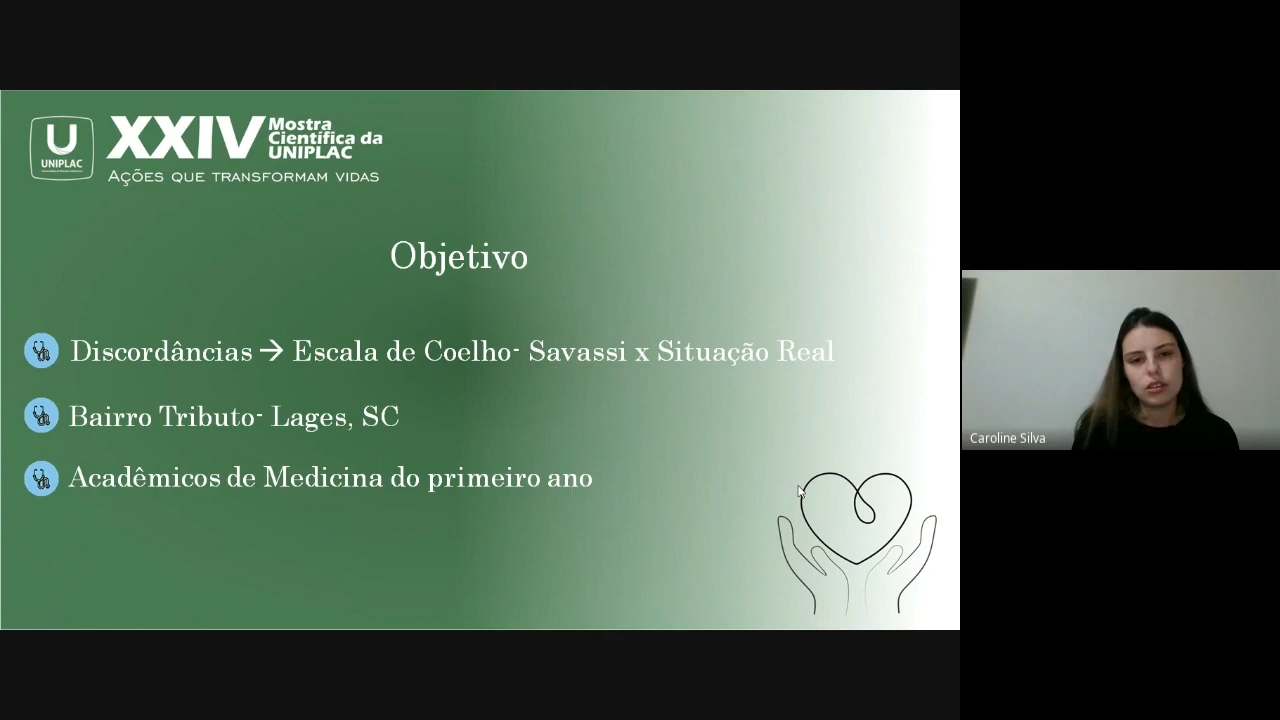 U
UNIPLAC
XXIV Mostra
Científica da
UNIPLAC
AÇÕES QUE TRANSFORMAM VIDAS
Objetivo
Discordâncias → Escala de Coelho- Savassi x Situação Real
Bairro Tributo- Lages, SC
Acadêmicos de Medicina do primeiro ano
Caroline Silva